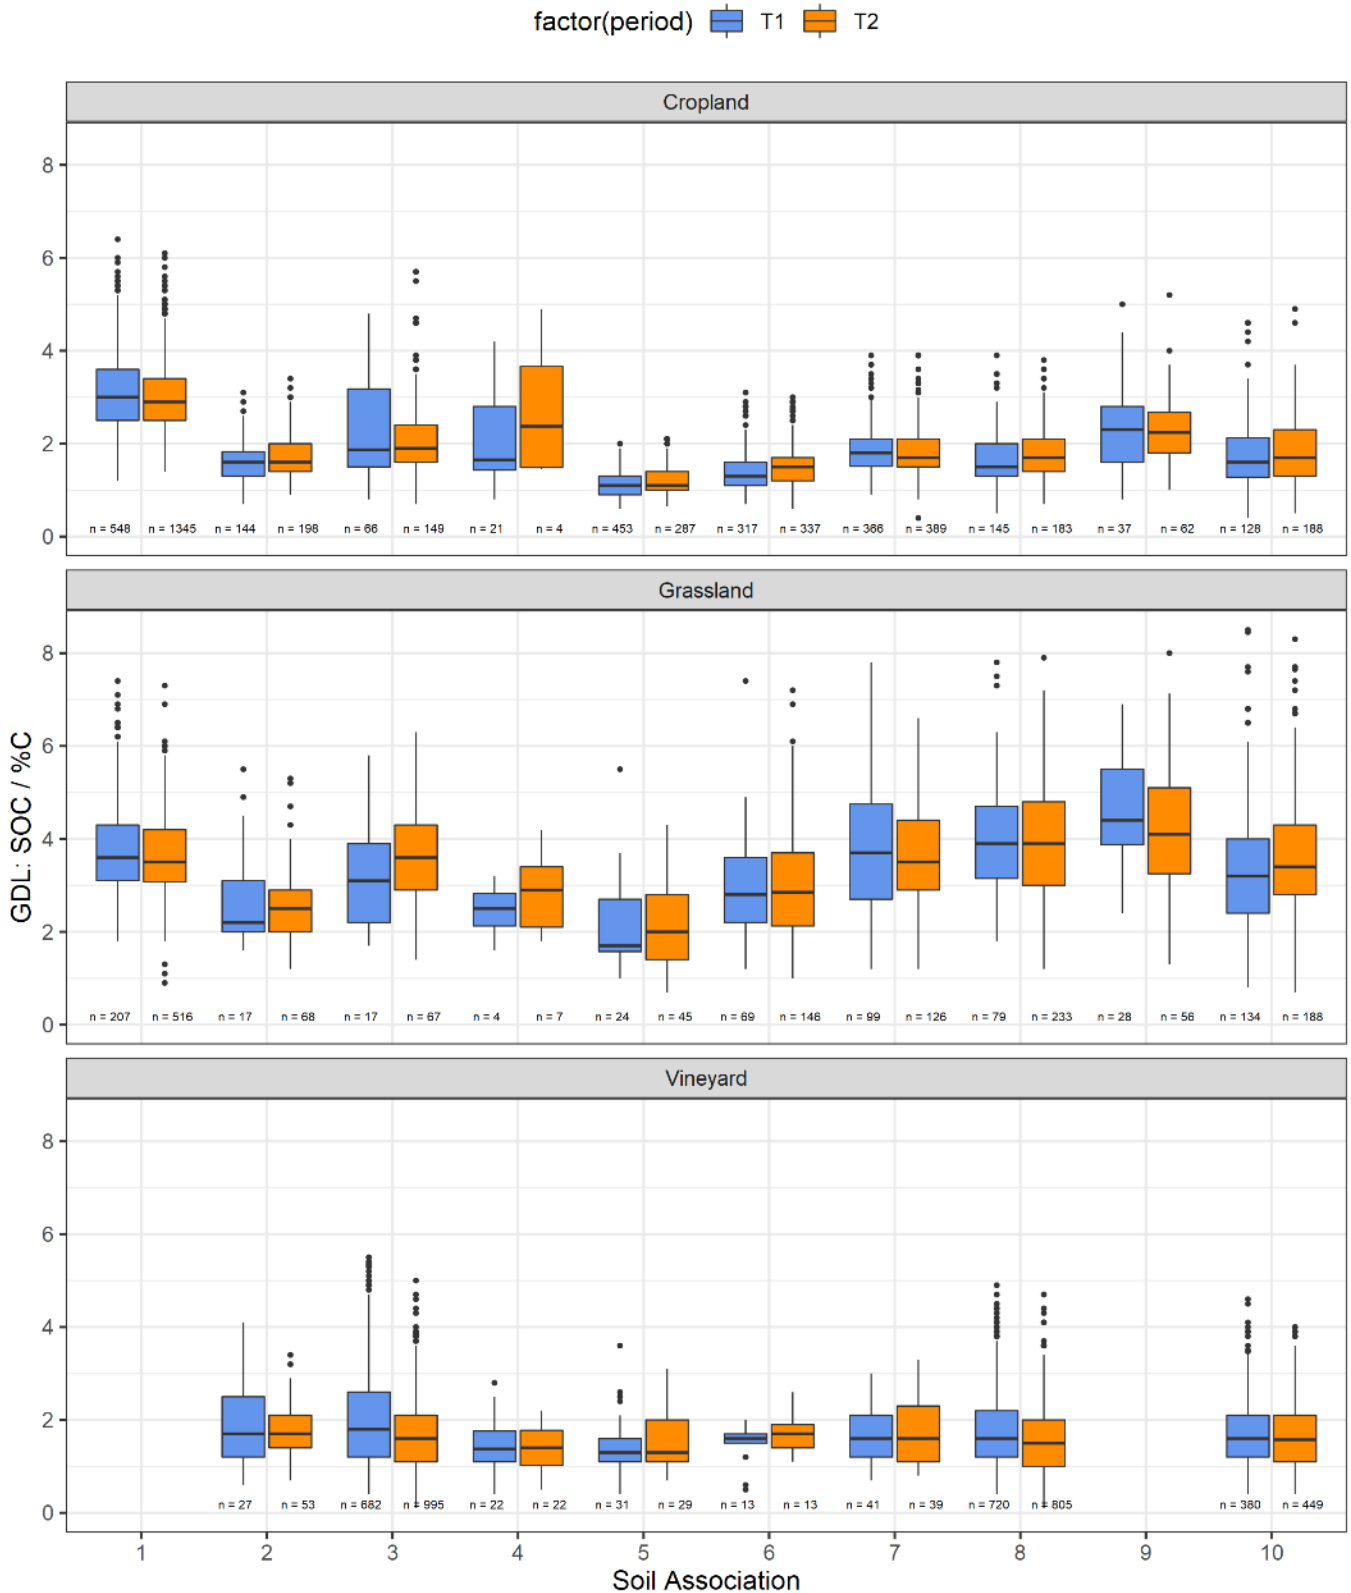 factor(period) T1 T2
Cropland
8
6
4
2
0
n = 548 n = 1345 n = 144 n = 198 n = 66 n = 149 n = 21 n = 4 n = 453 n = 287 n = 317 n = 337 n = 366 n = 389 n = 145 n = 183 n = 37 n = 62 n = 128 n = 188
Grassland
8
6
4
2
0
n = 207 n = 516 n = 17 n = 68 n = 17 n = 67 n = 4 n = 7 n = 24 n = 45 n = 69 n = 146 n = 99 n = 126 n = 79 n = 233 n = 28 n = 56 n = 134 n = 188
GDL: SOC / %C
Vineyard
8
6
4
2
0
n = 27 n = 53 n = 682 n = 995 n = 22 n = 22 n = 31 n = 29 n = 13 n = 13 n = 41 n = 39 n = 720 n = 805 n = 380 n = 449
1 2 3 4 5 6 7 8 9 10
Soil Association